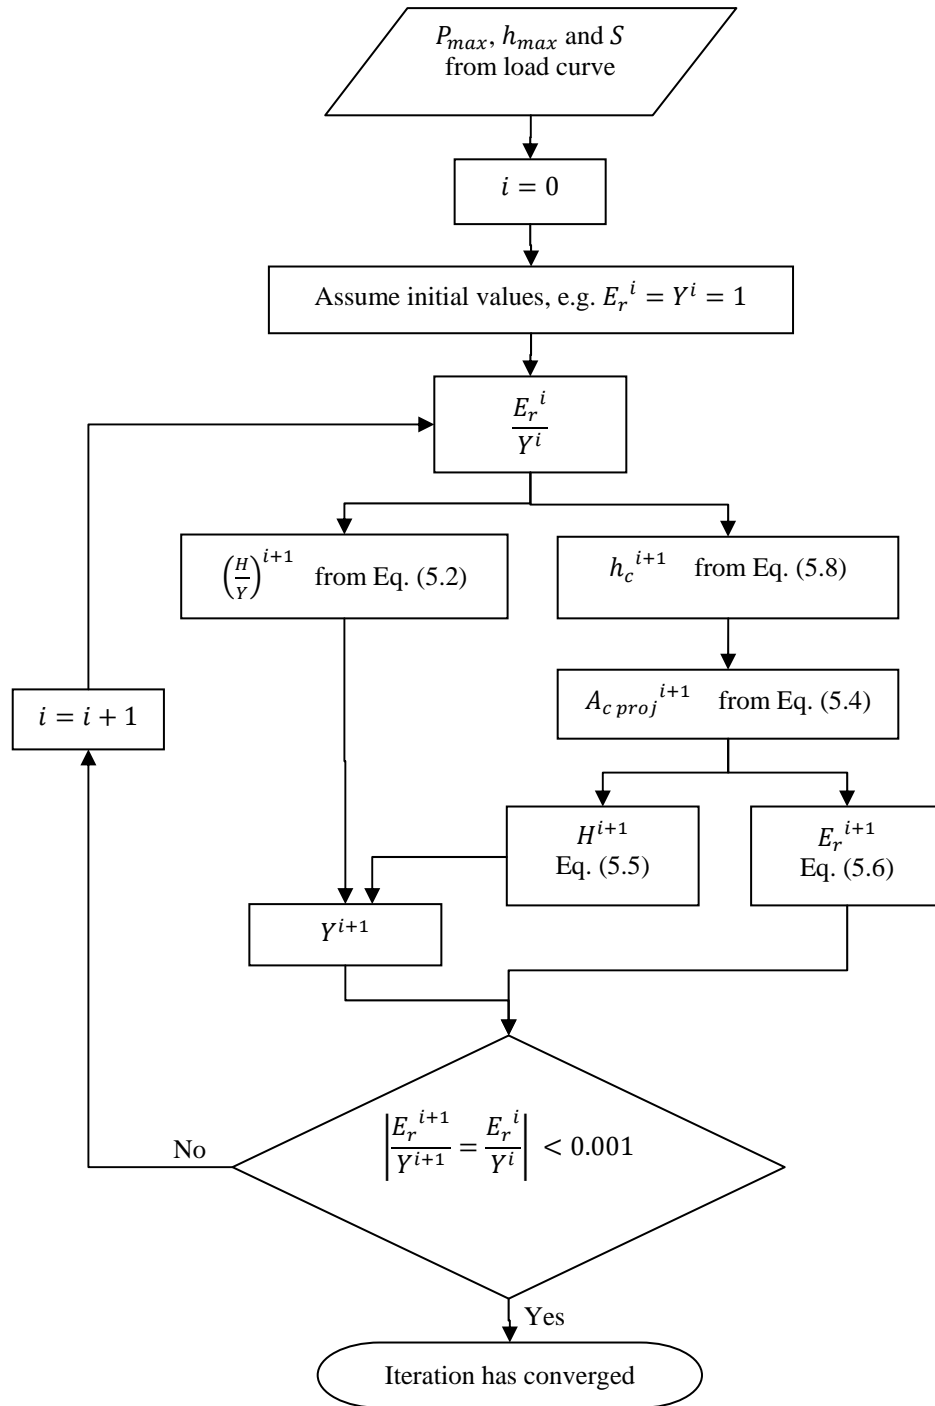 P_max, h_max and S
from load curve
i = 0
Assume initial values, e.g. E_r^i = Y^i = 1
E_r^i / Y^i
(H/Y)^{i+1} from Eq. (5.2)
h_c^{i+1} from Eq. (5.8)
A_{c proj}^{i+1} from Eq. (5.4)
i = i + 1
H^{i+1}
Eq. (5.5)
E_r^{i+1}
Eq. (5.6)
Y^{i+1}
|E_r^{i+1} / Y^{i+1} = E_r^i / Y^i| < 0.001
No
Yes
Iteration has converged